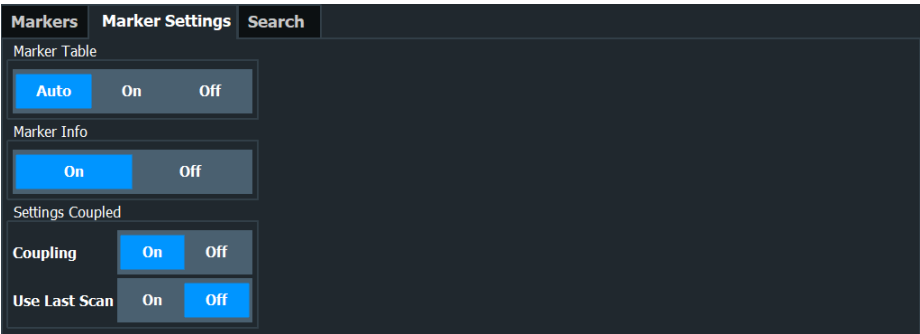 Markers Marker Settings Search
Marker Table
Auto On Off
Marker Info
On Off
Settings Coupled
Coupling On Off
Use Last Scan On Off